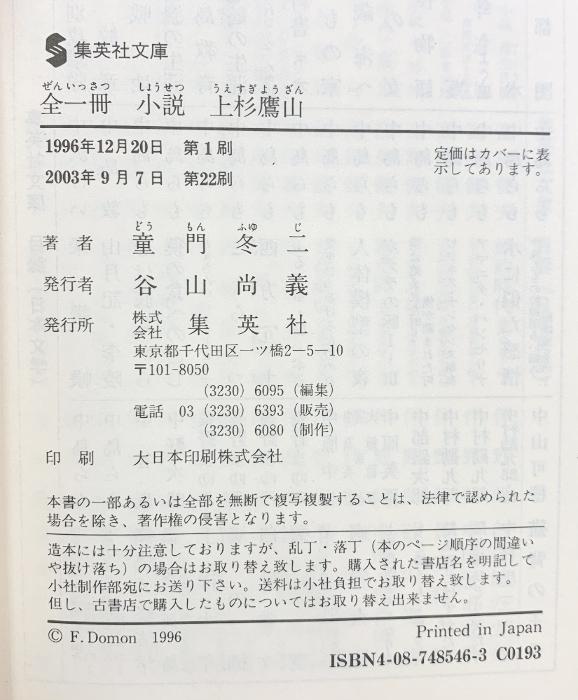 集英社文庫
ぜんいっさつ しょうせつ うえすぎようざん
全一冊 小説 上杉鷹山
1996年12月20日 第1刷
2003年9月7日 第22刷
定価はカバーに表
示してあります。
どう もん ふゆ じ
著者 童門冬二
発行者 谷山尚義
発行所 株式会社 集英社
東京都千代田区一ツ橋2-5-10
〒101-8050
(3230) 6095 (編集)
電話 03 (3230) 6393 (販売)
(3230) 6080 (制作)
印刷 大日本印刷株式会社
本書の一部あるいは全部を無断で複写複製することは、法律で認められた
場合を除き、著作権の侵害となります。
造本には十分注意しておりますが、乱丁・落丁(本のページ順序の間違い
や抜け落ち)の場合はお取り替え致します。購入された書店名を明記して
小社制作部宛にお送り下さい。送料は小社負担でお取り替え致します。
但し、古書店で購入したものについてはお取り替え出来ません。
© F. Domon 1996
Printed in Japan
ISBN4-08-748546-3 C0193